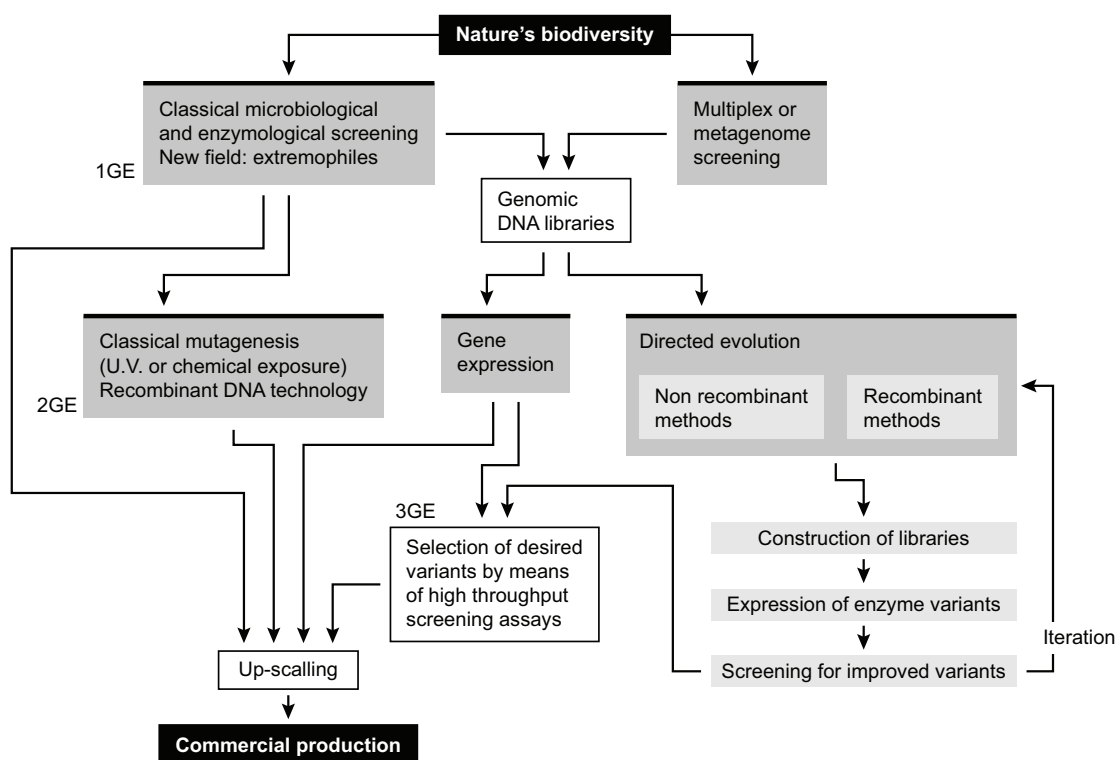 Nature's biodiversity
Classical microbiological
and enzymological screening
New field: extremophiles
Multiplex or
metagenome
screening
1GE
Genomic
DNA libraries
Classical mutagenesis
(U.V. or chemical exposure)
Recombinant DNA technology
2GE
Gene
expression
Directed evolution
Non recombinant
methods
Recombinant
methods
3GE
Selection of desired
variants by means
of high throughput
screening assays
Construction of libraries
Expression of enzyme variants
Screening for improved variants
Iteration
Up-scalling
Commercial production